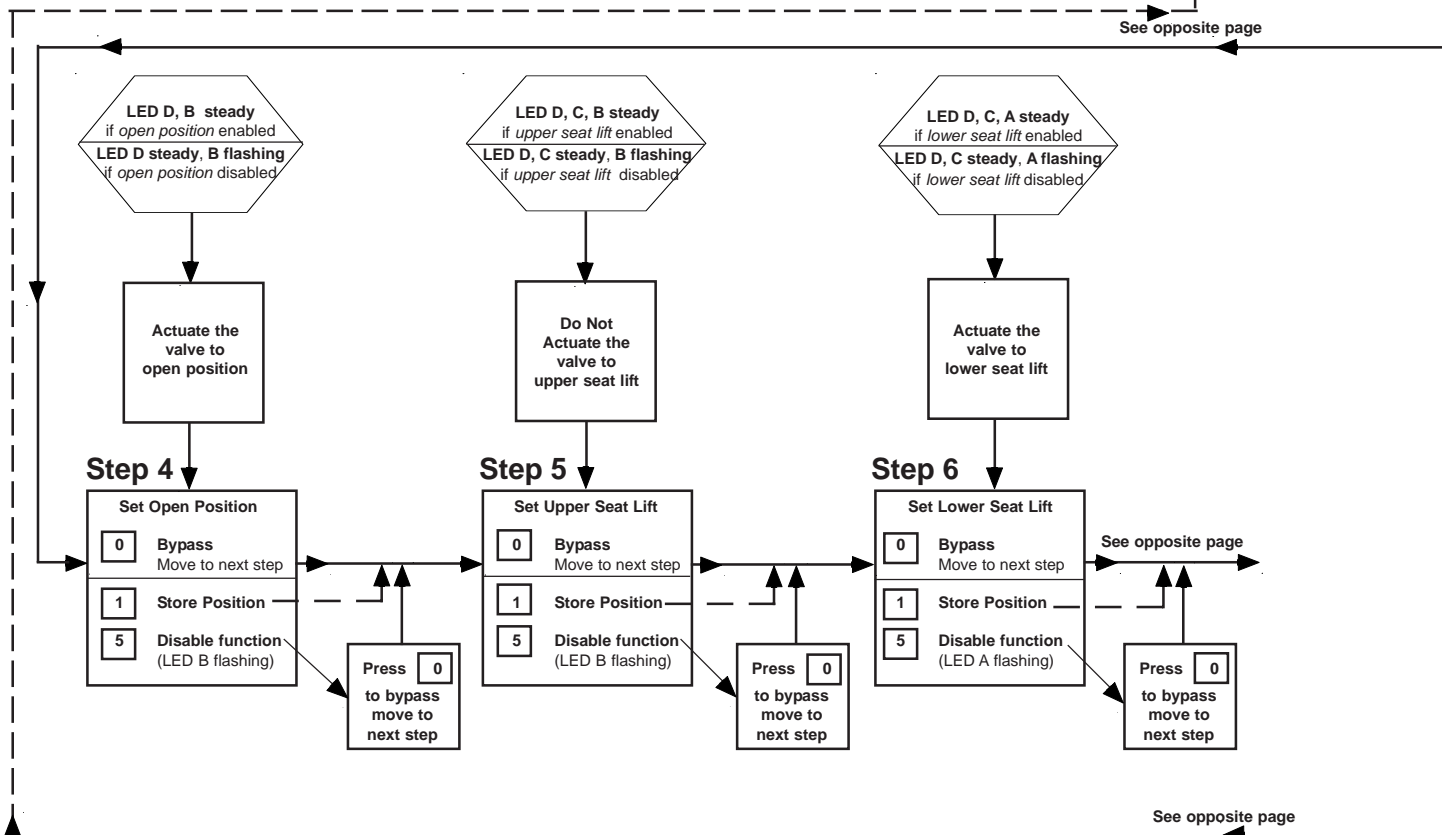 See opposite page
LED D, B steady
if open position enabled
LED D steady, B flashing
if open position disabled
LED D, C, B steady
if upper seat lift enabled
LED D, C steady, B flashing
if upper seat lift disabled
LED D, C, A steady
if lower seat lift enabled
LED D, C steady, A flashing
if lower seat lift disabled
Actuate the
valve to
open position
Do Not
Actuate the
valve to
upper seat lift
Actuate the
valve to
lower seat lift
Step 4
Set Open Position
0 Bypass
Move to next step
1 Store Position
5 Disable function
(LED B flashing)
Press 0
to bypass
move to
next step
Step 5
Set Upper Seat Lift
0 Bypass
Move to next step
1 Store Position
5 Disable function
(LED B flashing)
Press 0
to bypass
move to
next step
Step 6
Set Lower Seat Lift
0 Bypass
Move to next step
1 Store Position
5 Disable function
(LED A flashing)
See opposite page
Press 0
to bypass
move to
next step
See opposite page